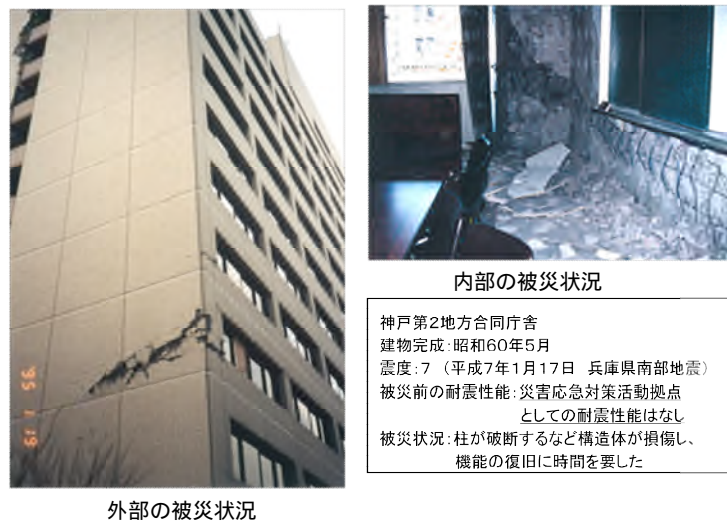 '95 1 19
外部の被災状況
内部の被災状況
神戸第2地方合同庁舎
建物完成:昭和60年5月
震度:7 (平成7年1月17日 兵庫県南部地震)
被災前の耐震性能:災害応急対策活動拠点
としての耐震性能はなし
被災状況:柱が破断するなど構造体が損傷し、
機能の復旧に時間を要した